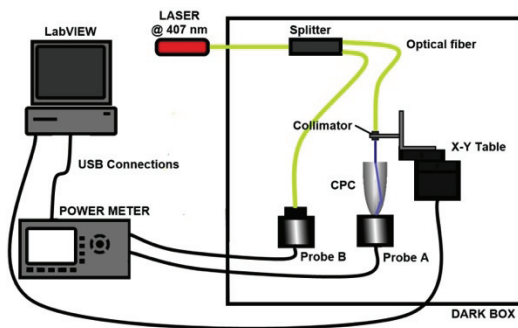 LabVIEW
LASER
@ 407 nm
Splitter
Optical fiber
Collimator
X-Y Table
USB Connections
CPC
POWER METER
Probe B
Probe A
DARK BOX